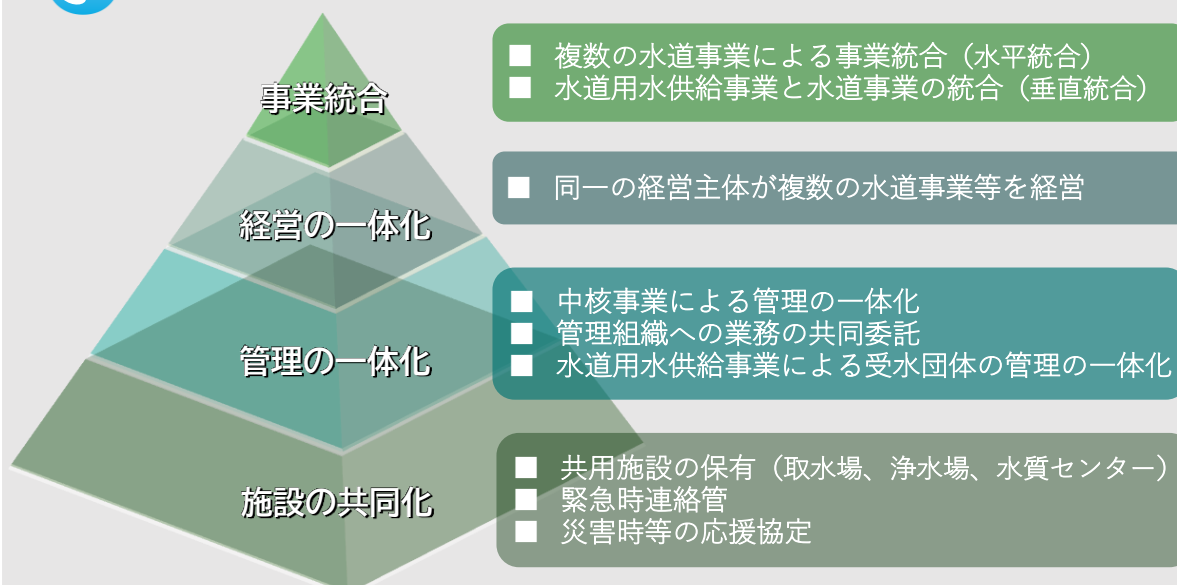 事業統合
■ 複数の水道事業による事業統合（水平統合）
■ 水道用水供給事業と水道事業の統合（垂直統合）
経営の一体化
■ 同一の経営主体が複数の水道事業等を経営
管理の一体化
■ 中核事業による管理の一体化
■ 管理組織への業務の共同委託
■ 水道用水供給事業による受水団体の管理の一体化
施設の共同化
■ 共用施設の保有（取水場、浄水場、水質センター）
■ 緊急時連絡管
■ 災害時等の応援協定